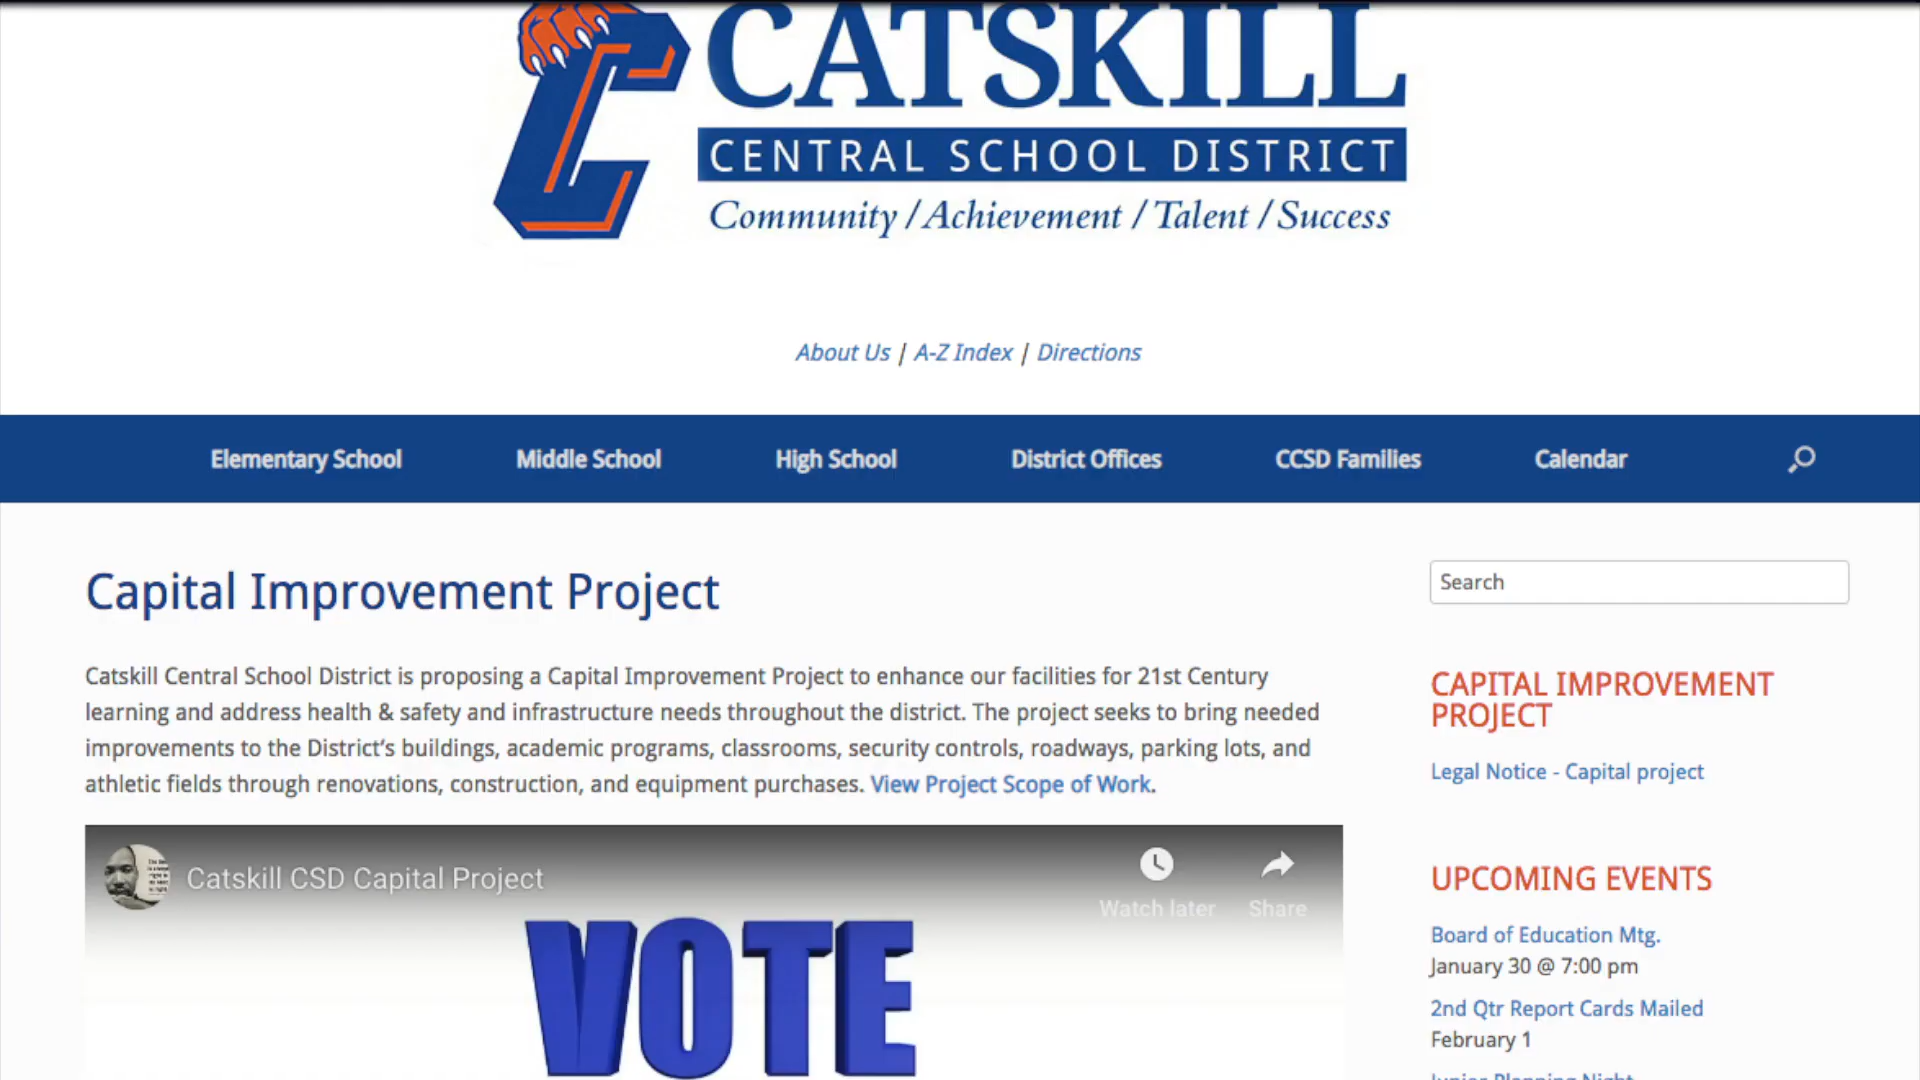 CATSKILL
CENTRAL SCHOOL DISTRICT
Community / Achievement / Talent / Success
About Us | A-Z Index | Directions
Elementary School
Middle School
High School
District Offices
CCSD Families
Calendar
Capital Improvement Project
Catskill Central School District is proposing a Capital Improvement Project to enhance our facilities for 21st Century
learning and address health & safety and infrastructure needs throughout the district. The project seeks to bring needed
improvements to the District's buildings, academic programs, classrooms, security controls, roadways, parking lots, and
athletic fields through renovations, construction, and equipment purchases. View Project Scope of Work.
Catskill CSD Capital Project
Watch later
Share
VOTE
Search
CAPITAL IMPROVEMENT
PROJECT
Legal Notice - Capital project
UPCOMING EVENTS
Board of Education Mtg.
January 30 @ 7:00 pm
2nd Qtr Report Cards Mailed
February 1
Junior Planning Night